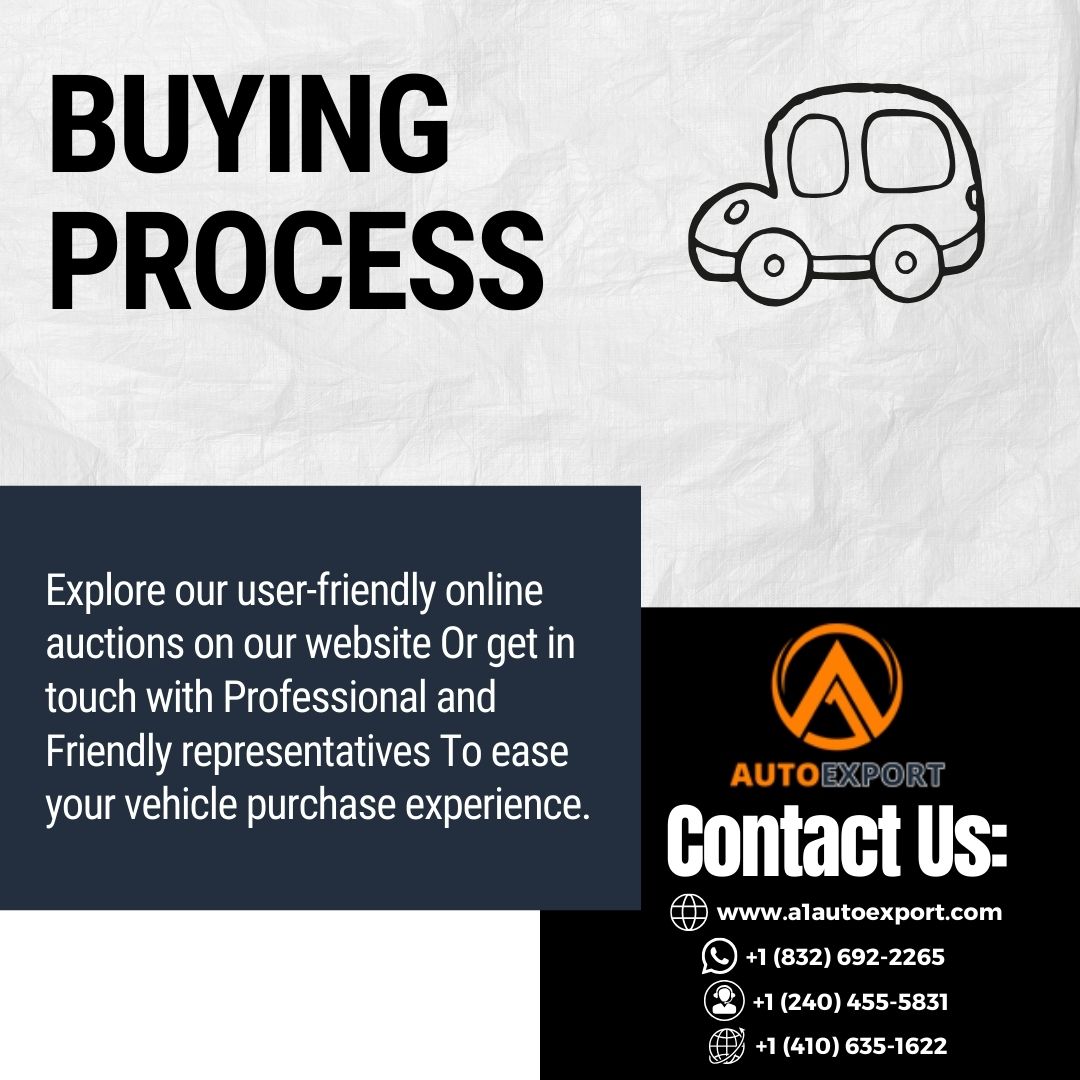 BUYING
PROCESS
Explore our user-friendly online
auctions on our website Or get in
touch with Professional and
Friendly representatives To ease
your vehicle purchase experience.
AUTOEXPORT
Contact Us:
www.a1autoexport.com
+1 (832) 692-2265
+1 (240) 455-5831
+1 (410) 635-1622